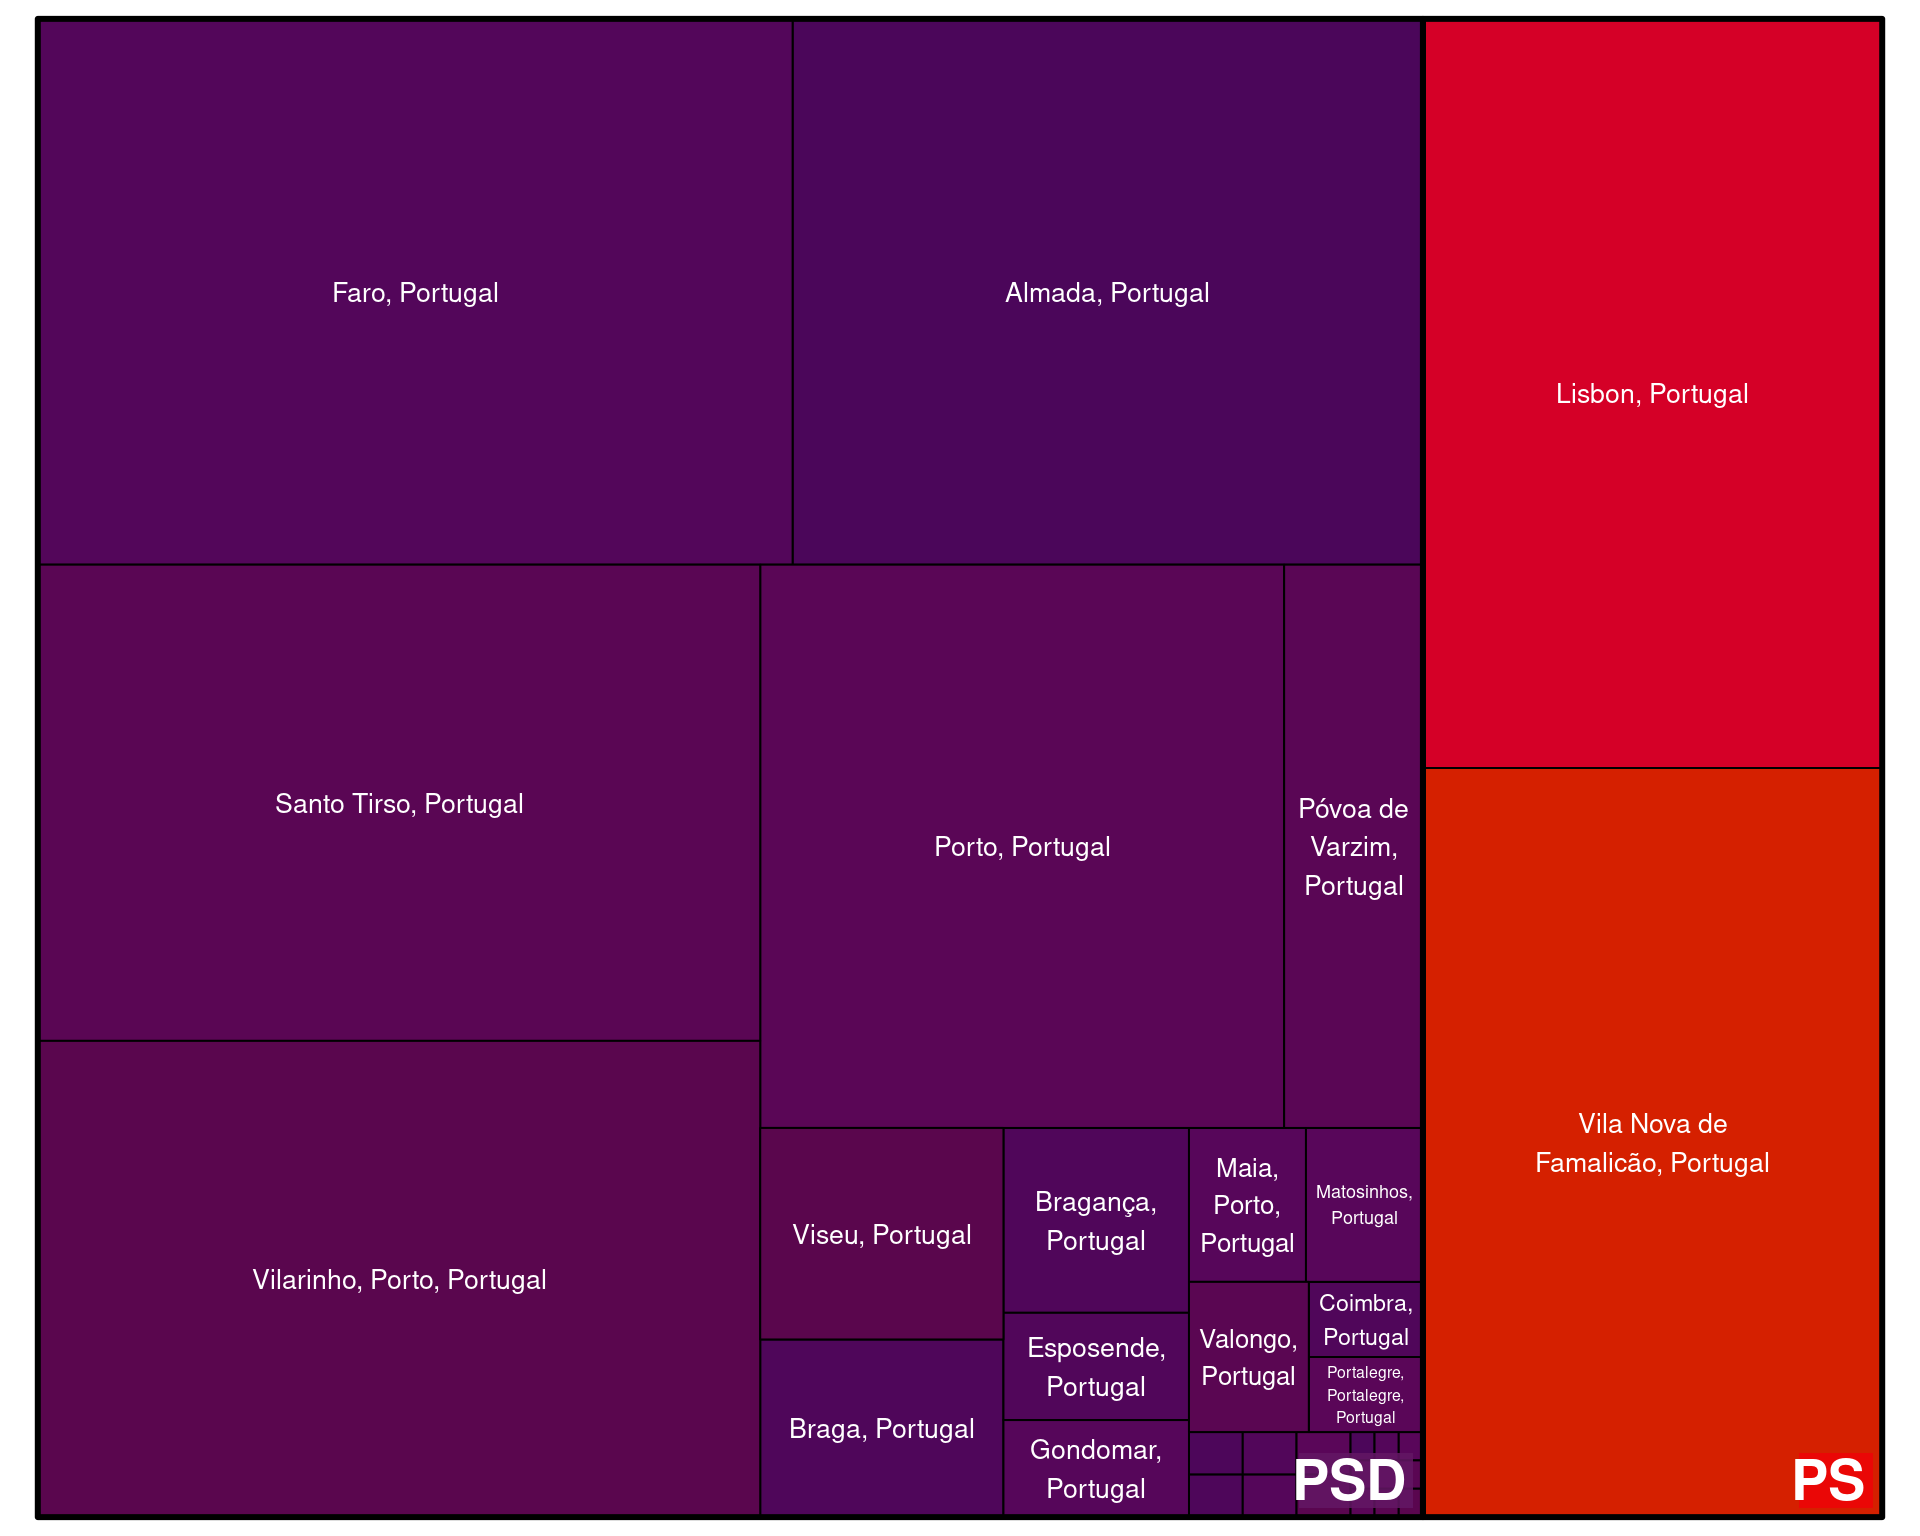 Faro, Portugal
Almada, Portugal
Lisbon, Portugal
Santo Tirso, Portugal
Porto, Portugal
Póvoa de
Varzim,
Portugal
Vila Nova de
Famalicão, Portugal
Vilarinho, Porto, Portugal
Viseu, Portugal
Bragança,
Portugal
Maia,
Porto,
Portugal
Matosinhos,
Portugal
Braga, Portugal
Esposende,
Portugal
Valongo,
Portugal
Coimbra,
Portugal
Portalegre,
Portalegre,
Portugal
Gondomar,
Portugal
PSD
PS